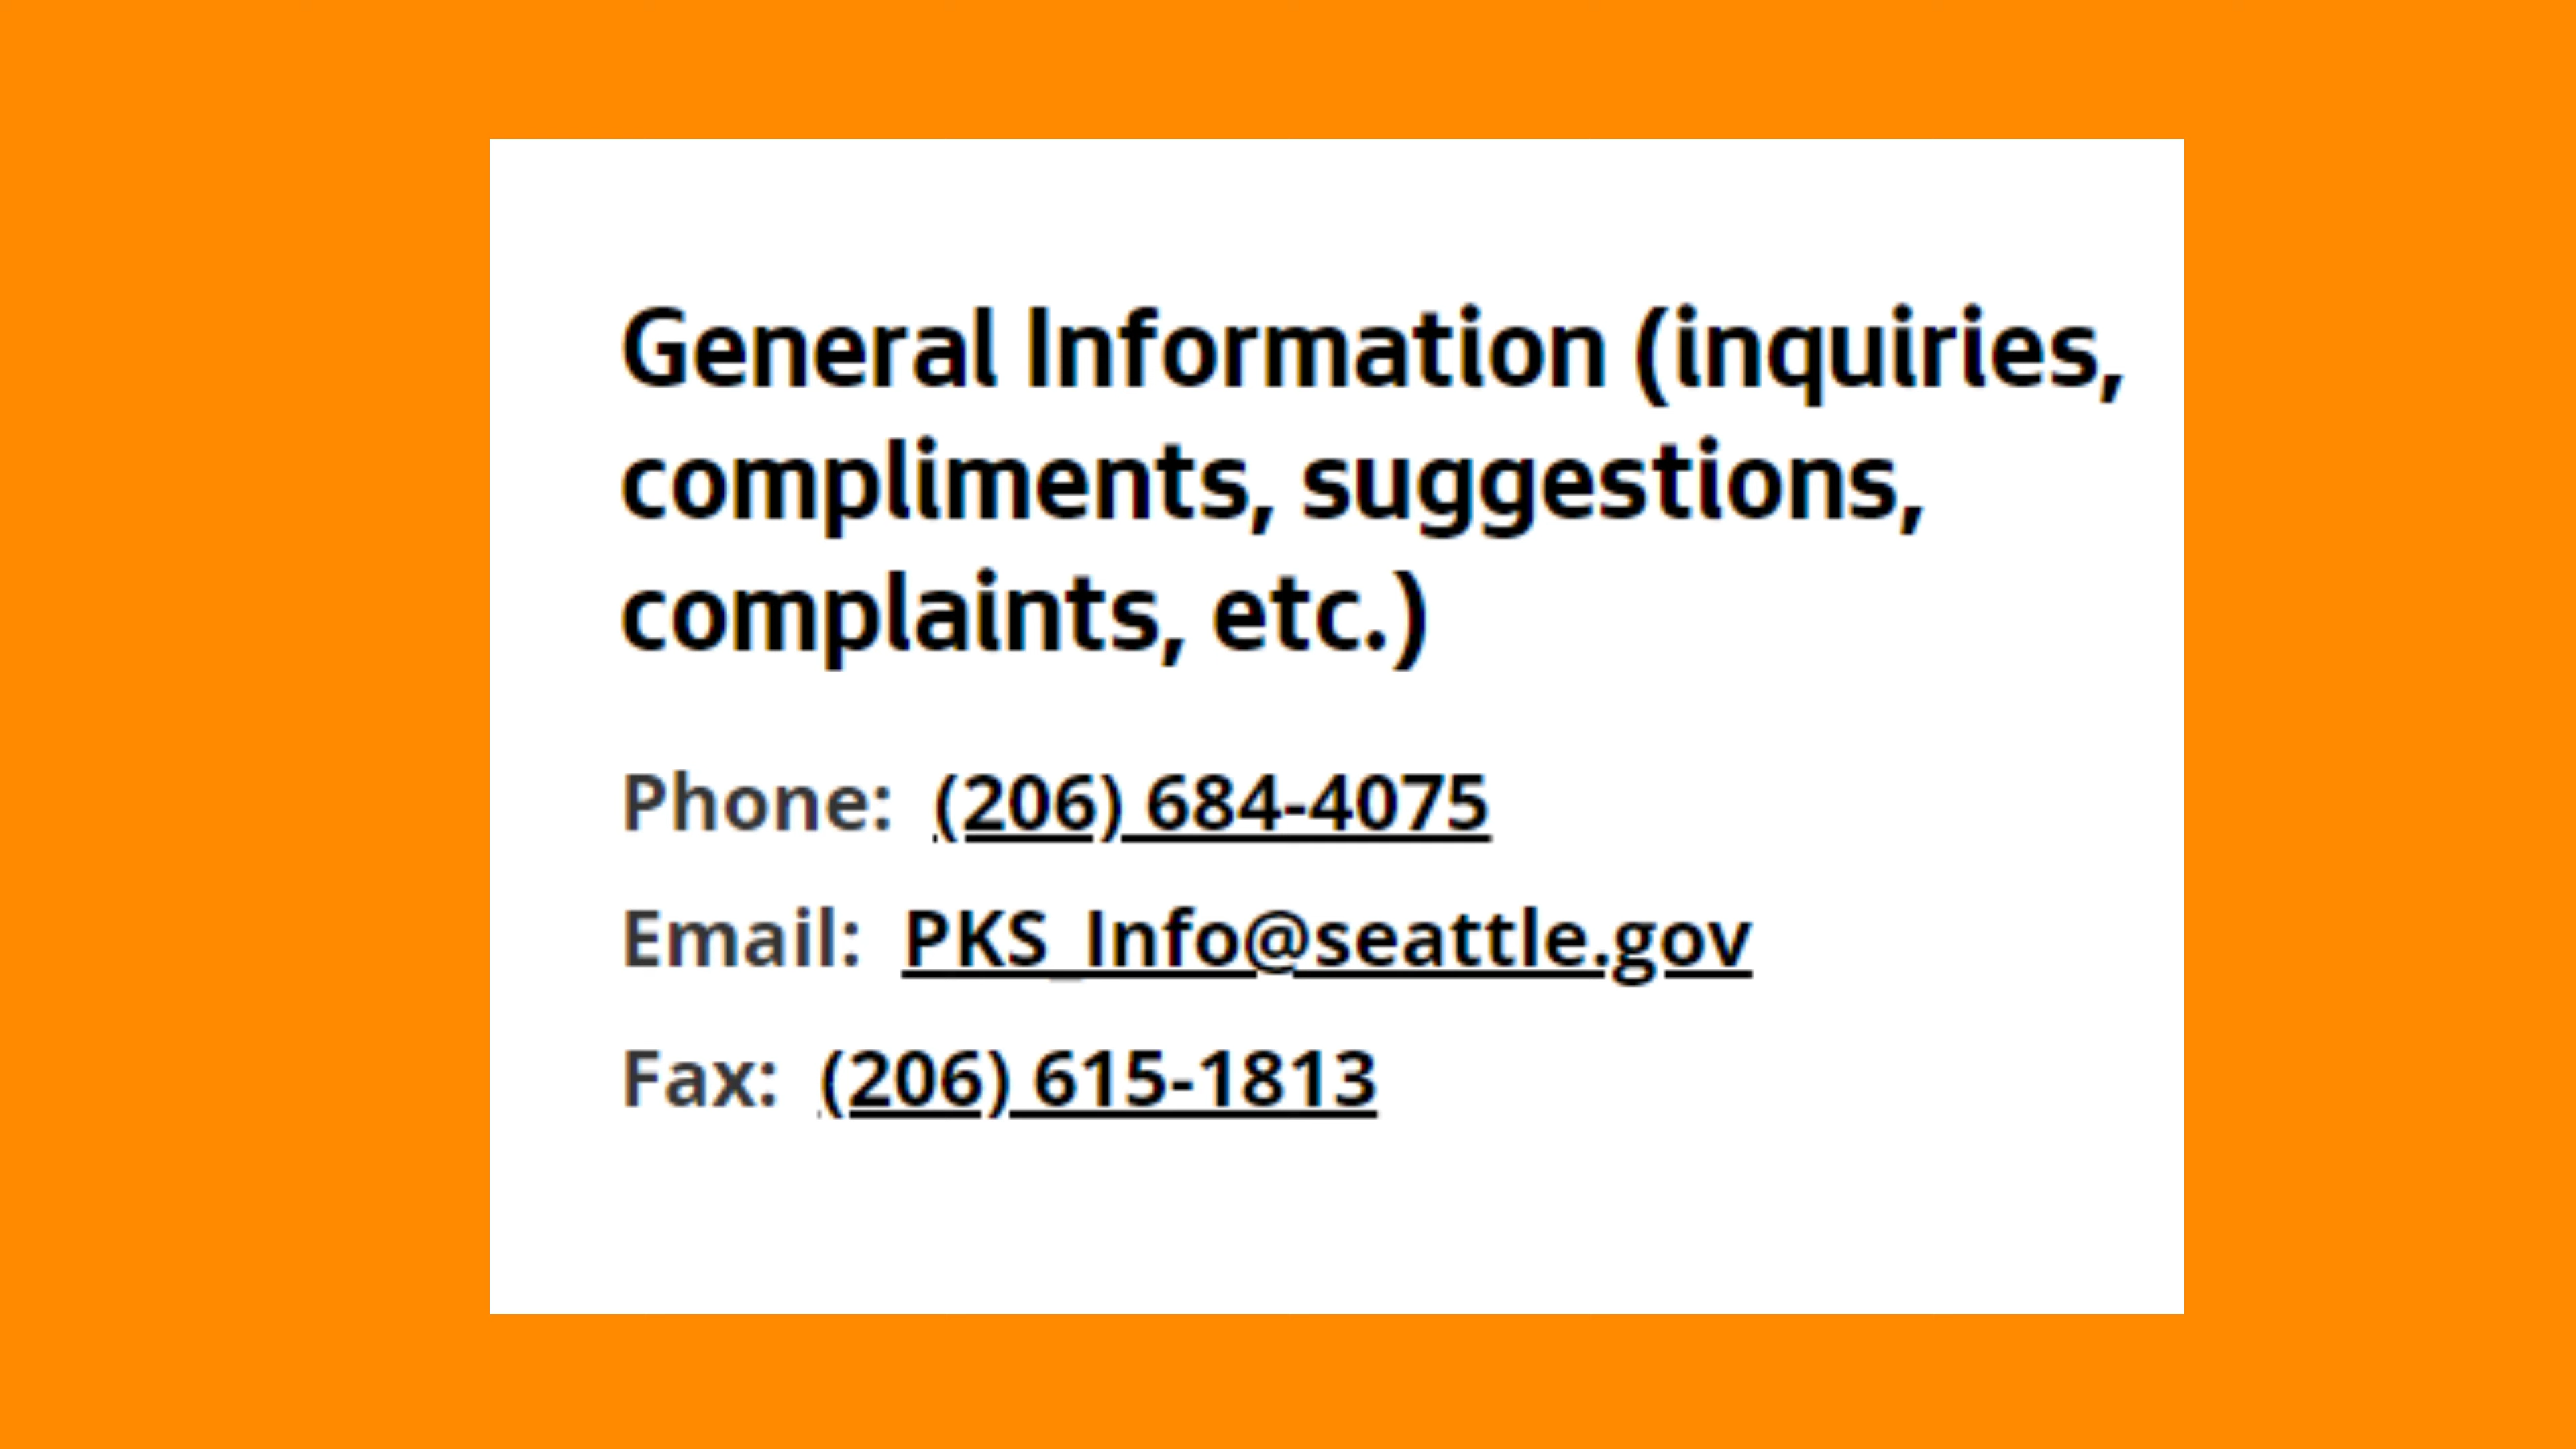 General Information (inquiries,
compliments, suggestions,
complaints, etc.)
Phone: (206) 684-4075
Email: PKS_Info@seattle.gov
Fax: (206) 615-1813